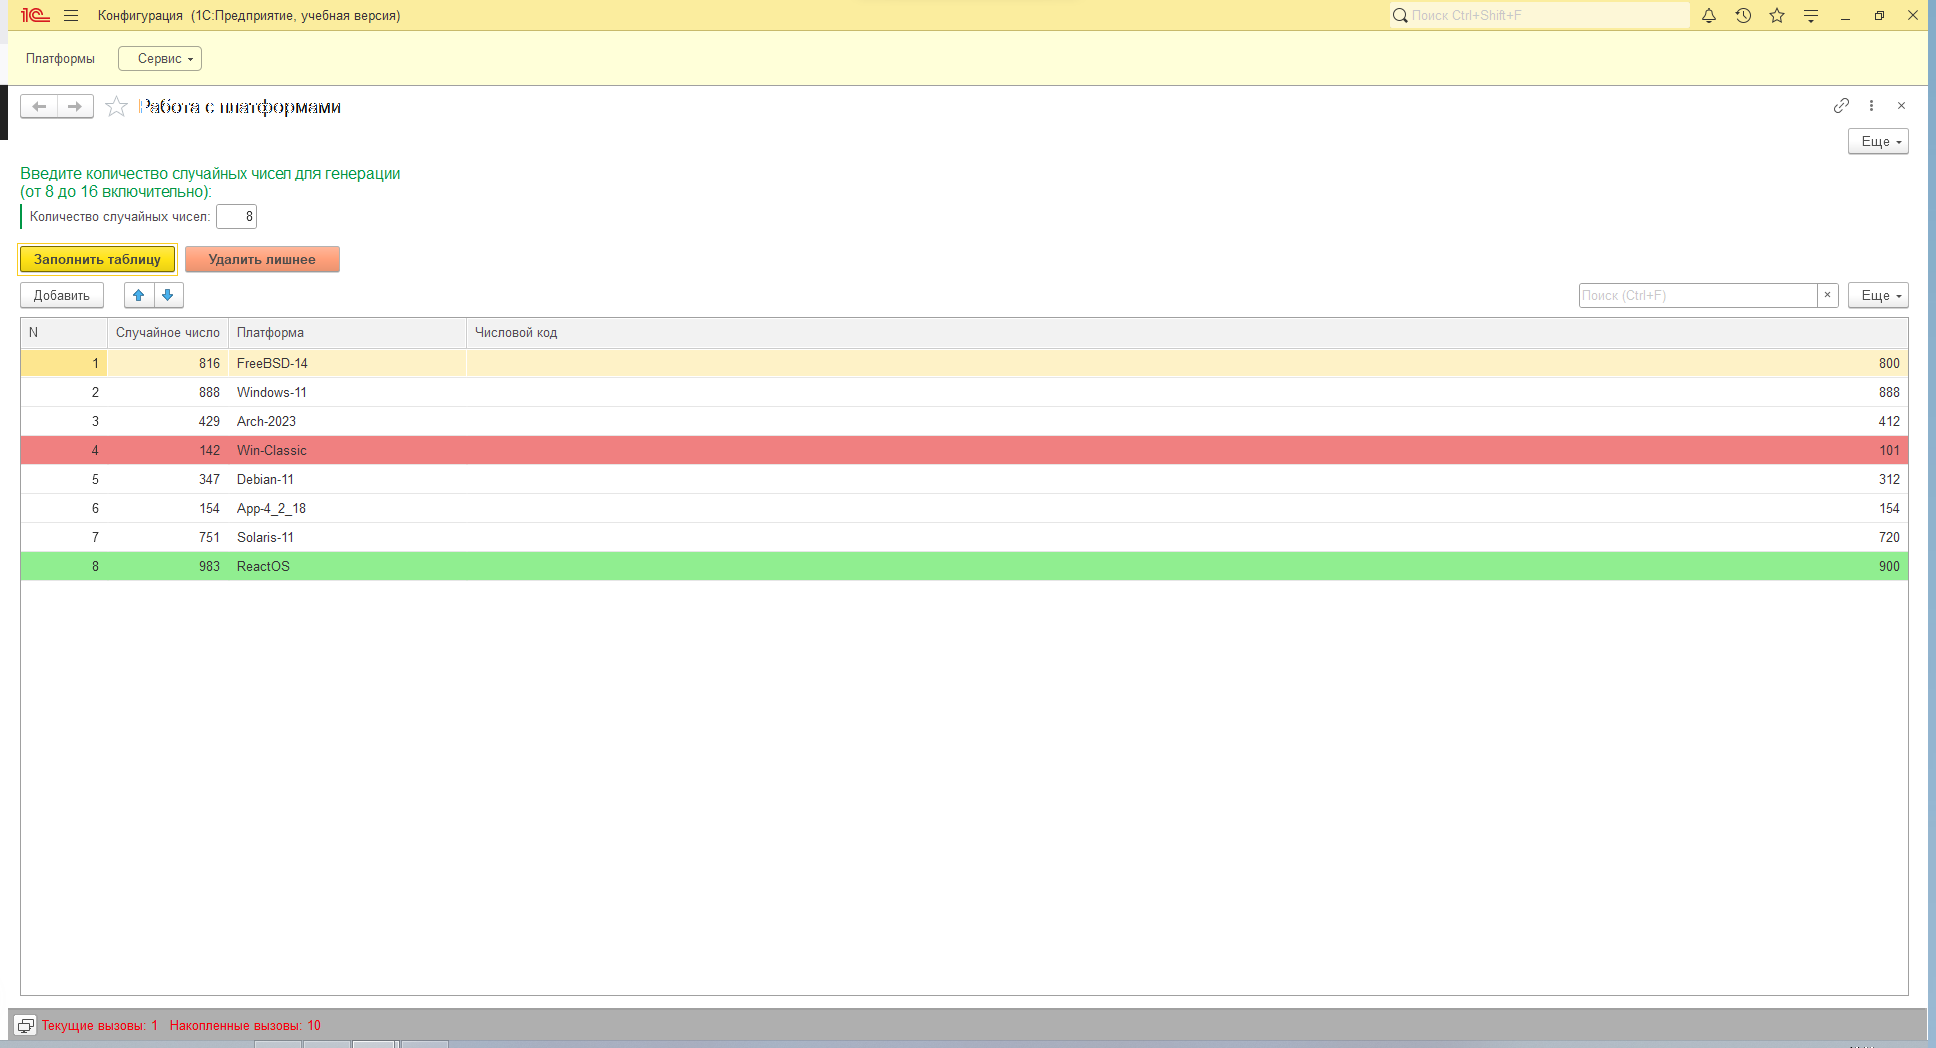 1С Конфигурация (1С:Предприятие, учебная версия) Поиск Ctrl+Shift+F
Платформы Сервис
Работа с платформами
Еще
Введите количество случайных чисел для генерации
(от 8 до 16 включительно):
Количество случайных чисел: 8
Заполнить таблицу Удалить лишнее
Добавить Поиск (Ctrl+F) × Еще
N Случайное число Платформа Числовой код
1 816 FreeBSD-14 800
2 888 Windows-11 888
3 429 Arch-2023 412
4 142 Win-Classic 101
5 347 Debian-11 312
6 154 App-4_2_18 154
7 751 Solaris-11 720
8 983 ReactOS 900
Текущие вызовы: 1 Накопленные вызовы: 10